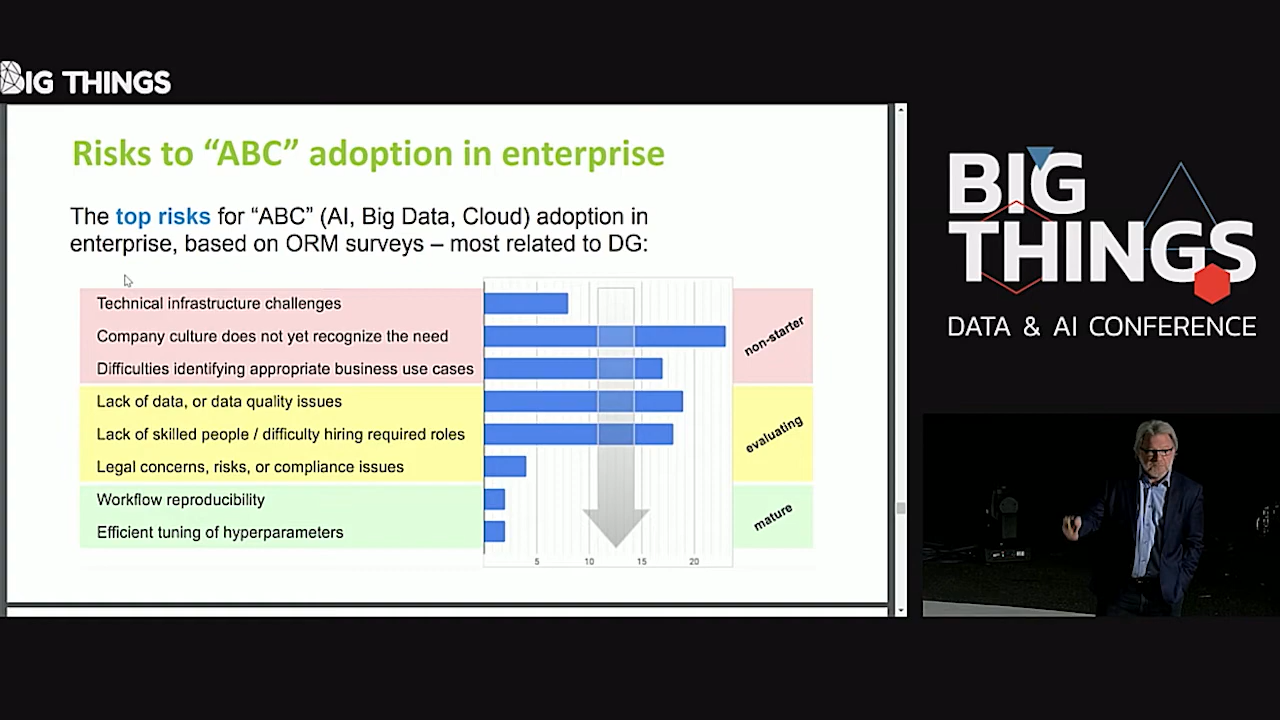 BIG THINGS
Risks to “ABC” adoption in enterprise
The top risks for “ABC” (AI, Big Data, Cloud) adoption in
enterprise, based on ORM surveys – most related to DG:
Technical infrastructure challenges
Company culture does not yet recognize the need
Difficulties identifying appropriate business use cases
non-starter
Lack of data, or data quality issues
Lack of skilled people / difficulty hiring required roles
Legal concerns, risks, or compliance issues
evaluating
Workflow reproducibility
Efficient tuning of hyperparameters
mature
5 10 15 20
BIG
THINGS
DATA & AI CONFERENCE